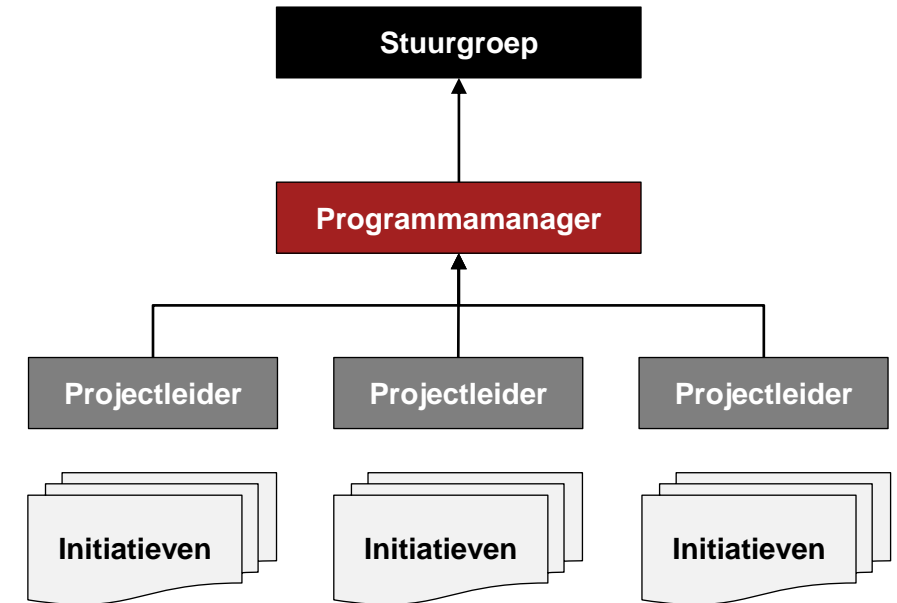 Stuurgroep
Programmamanager
Projectleider
Projectleider
Projectleider
Initiatieven
Initiatieven
Initiatieven